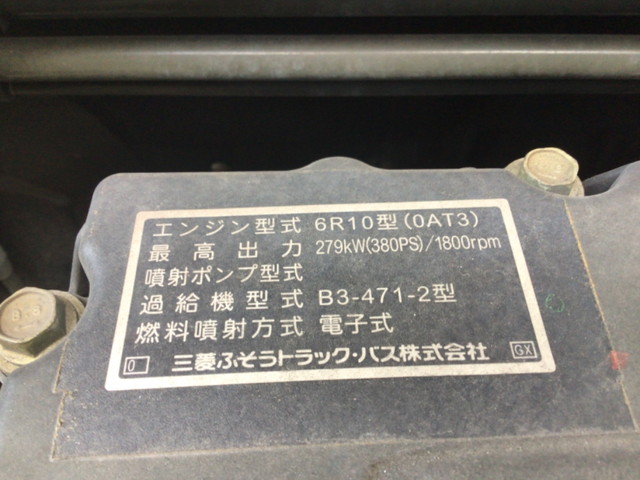 エンジン型式 6R10型(0AT3)
最高出力 279kW(380PS)/1800rpm
噴射ポンプ型式
過給機型式 B3-471-2型
燃料噴射方式 電子式
0 三菱ふそうトラック・バス株式会社 GX